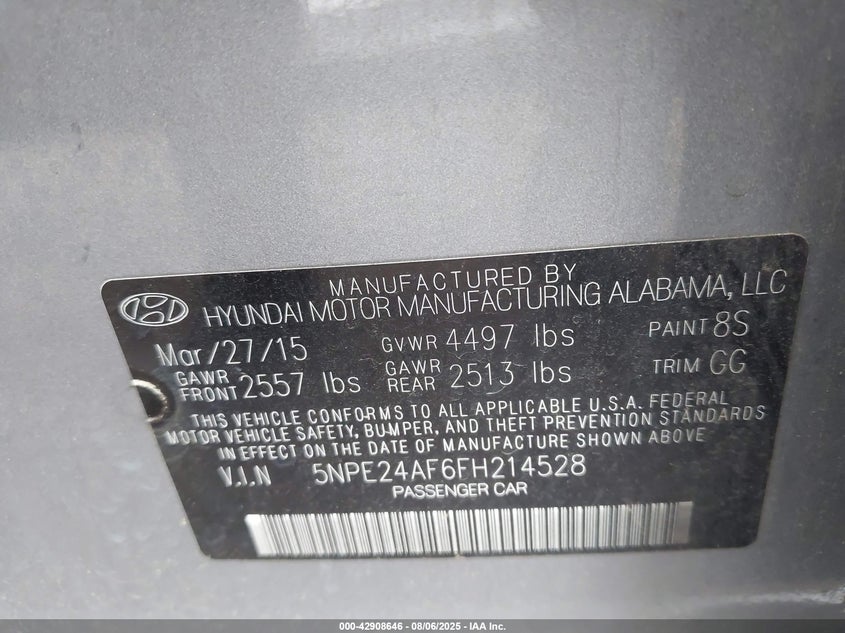 MANUFACTURED BY
HYUNDAI MOTOR MANUFACTURING ALABAMA, LLC
Mar/27/15 GVWR 4497 lbs PAINT 8S
GAWR FRONT 2557 lbs GAWR REAR 2513 lbs TRIM GG
THIS VEHICLE CONFORMS TO ALL APPLICABLE U.S.A. FEDERAL
MOTOR VEHICLE SAFETY, BUMPER, AND THEFT PREVENTION STANDARDS
IN EFFECT ON THE DATE OF MANUFACTURE SHOWN ABOVE
V.I.N 5NPE24AF6FH214528
PASSENGER CAR
000-42908646 - 08/06/2025 - IAA Inc.